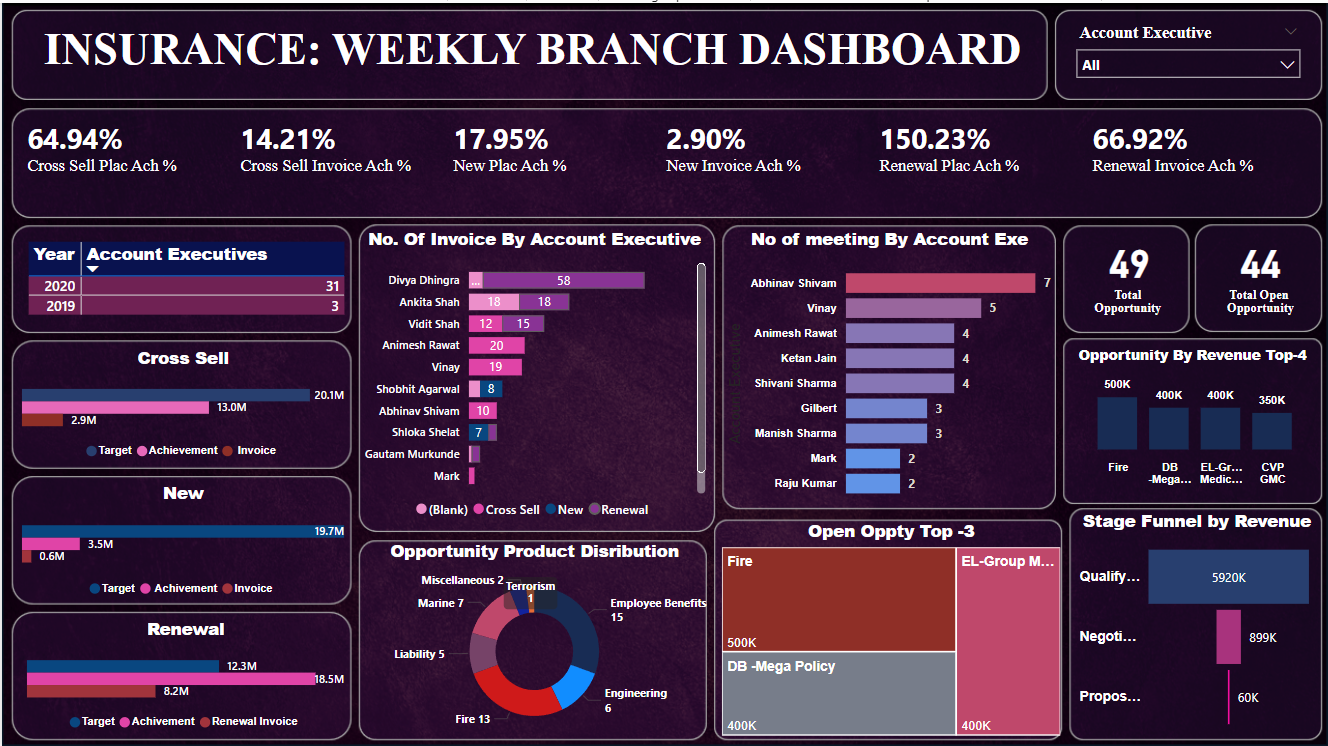 INSURANCE: WEEKLY BRANCH DASHBOARD
Account Executive
All
64.94%
Cross Sell Plac Ach %
14.21%
Cross Sell Invoice Ach %
17.95%
New Plac Ach %
2.90%
New Invoice Ach %
150.23%
Renewal Plac Ach %
66.92%
Renewal Invoice Ach %
Year Account Executives
2020 31
2019 3
Cross Sell
20.1M
13.0M
2.9M
Target Achievement Invoice
New
19.7M
3.5M
0.6M
Target Achivement Invoice
Renewal
12.3M
18.5M
8.2M
Target Achivement Renewal Invoice
No. Of Invoice By Account Executive
Divya Dhingra ... 58
Ankita Shah 18 18
Vidit Shah 12 15
Animesh Rawat 20
Vinay 19
Shobhit Agarwal 8
Abhinav Shivam 10
Shloka Shelat 7
Gautam Murkunde
Mark
(Blank) Cross Sell New Renewal
Opportunity Product Disribution
Miscellaneous 2
Terrorism
1
Marine 7
Employee Benefits
15
Liability 5
Engineering
6
Fire 13
No of meeting By Account Exe
Abhinav Shivam 7
Vinay 5
Animesh Rawat 4
Ketan Jain 4
Shivani Sharma 4
Gilbert 3
Manish Sharma 3
Mark 2
Raju Kumar 2
Open Oppty Top -3
Fire
500K
DB -Mega Policy
400K
EL-Group M...
400K
49
Total
Opportunity
44
Total Open
Opportunity
Opportunity By Revenue Top-4
500K
400K
400K
350K
Fire
DB
-Mega...
EL-Gr...
Medic...
CVP
GMC
Stage Funnel by Revenue
Qualify... 5920K
Negoti... 899K
Propos... 60K